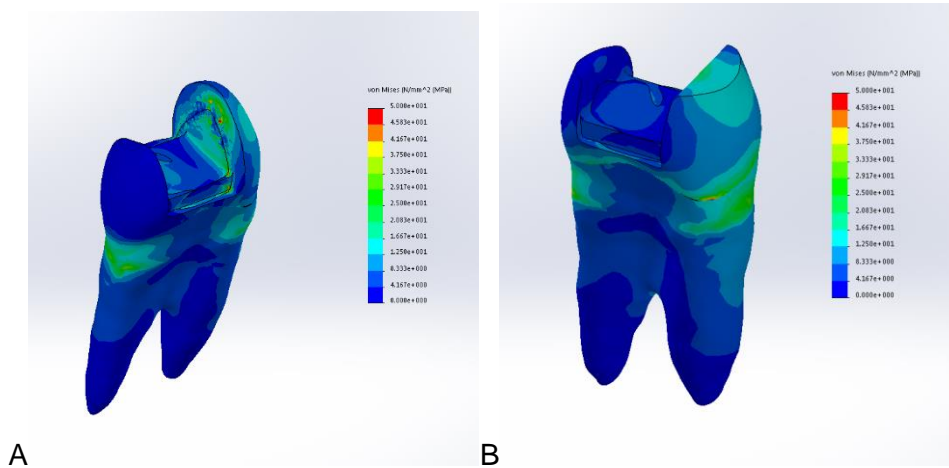 von Mises (N/mm^2 (MPa))
5.000e+001
4.583e+001
4.167e+001
3.750e+001
3.333e+001
2.917e+001
2.500e+001
2.083e+001
1.667e+001
1.250e+001
8.333e+000
4.167e+000
0.000e+000
A
von Mises (N/mm^2 (MPa))
5.000e+001
4.583e+001
4.167e+001
3.750e+001
3.333e+001
2.917e+001
2.500e+001
2.083e+001
1.667e+001
1.250e+001
8.333e+000
4.167e+000
0.000e+000
B